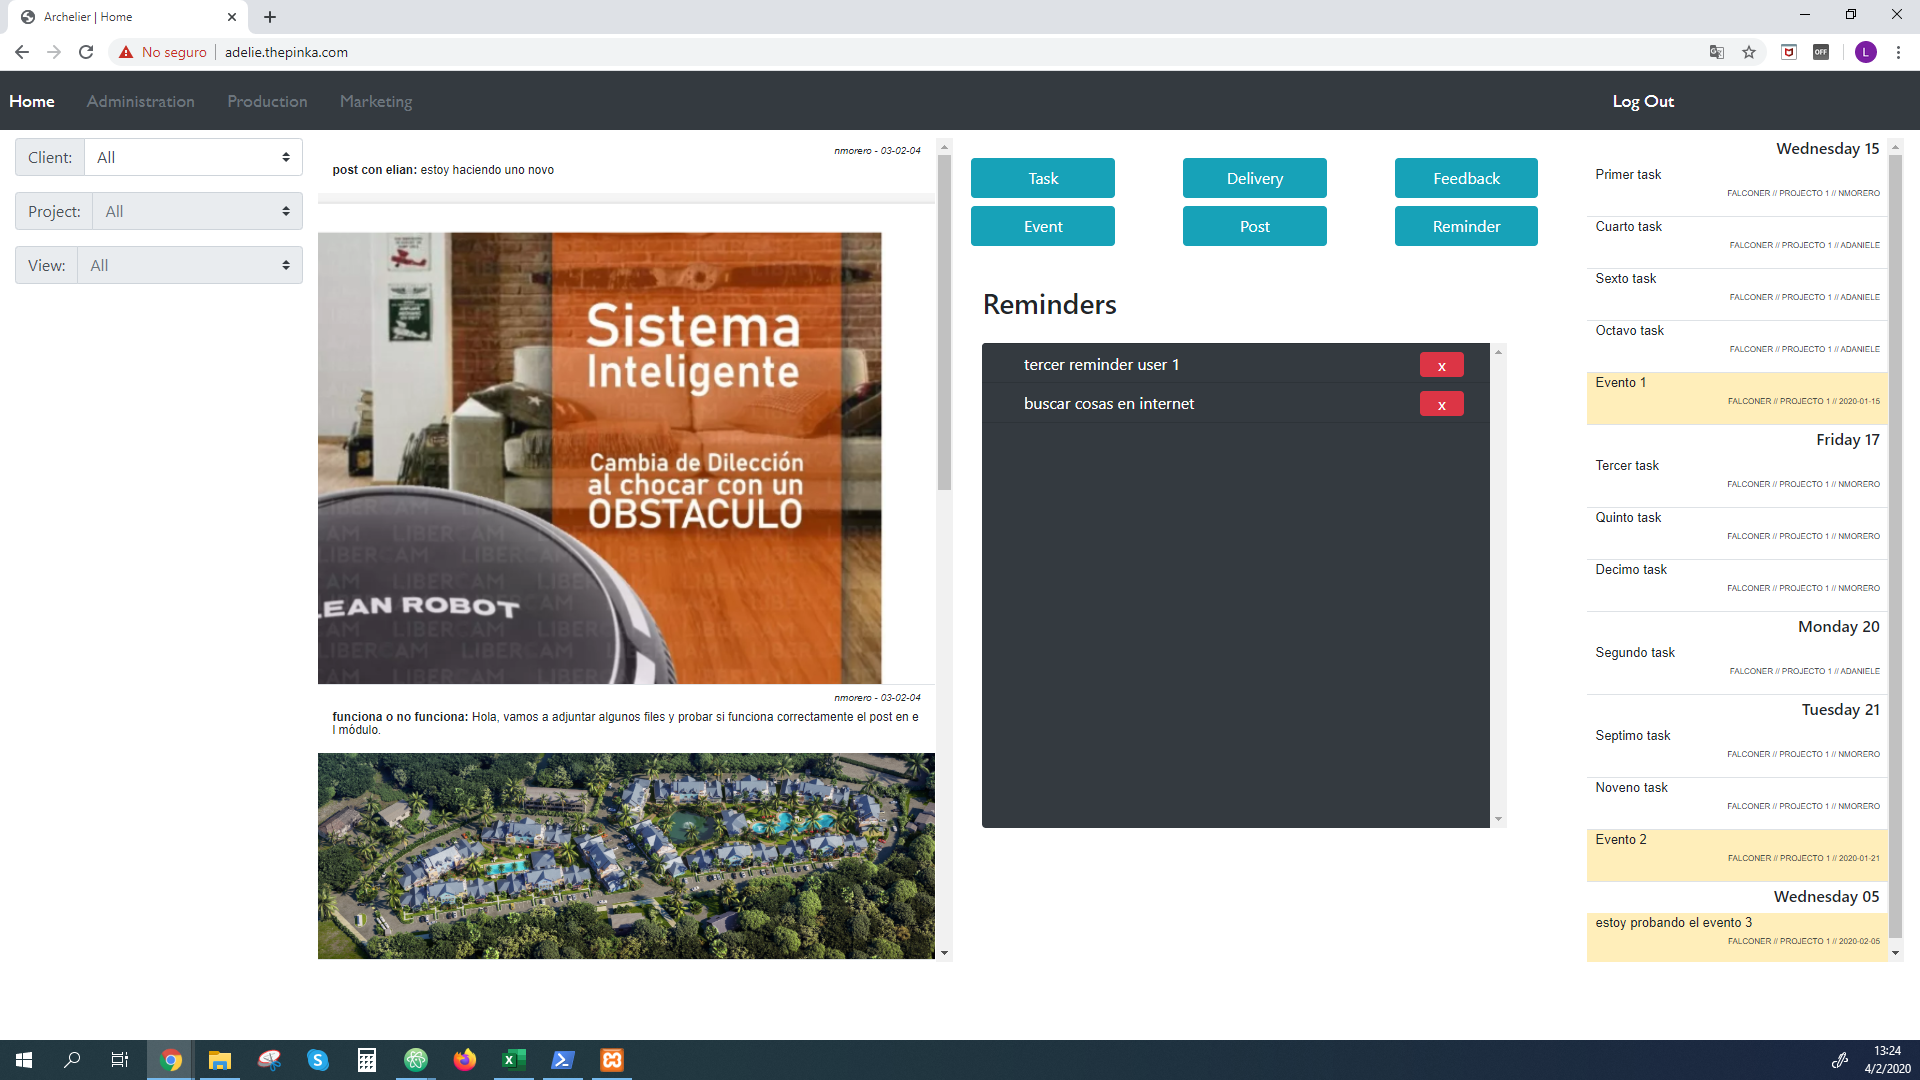 Archelier | Home
No seguro
adelie.thepinka.com
OFF
L
Home
Administration
Production
Marketing
Log Out
Client:
All
Project:
All
View:
All
nmorero - 03-02-04
post con elian: estoy haciendo uno novo
Sistema
Inteligente
Cambia de Dilección
al chocar con un
OBSTACULO
LEAN ROBOT
LIBERCAM
nmorero - 03-02-04
funciona o no funciona: Hola, vamos a adjuntar algunos files y probar si funciona correctamente el post en e
l módulo.
Task
Delivery
Feedback
Event
Post
Reminder
Reminders
tercer reminder user 1
x
buscar cosas en internet
x
Wednesday 15
Primer task
FALCONER // PROJECTO 1 // NMORERO
Cuarto task
FALCONER // PROJECTO 1 // ADANIELE
Sexto task
FALCONER // PROJECTO 1 // ADANIELE
Octavo task
FALCONER // PROJECTO 1 // ADANIELE
Evento 1
FALCONER // PROJECTO 1 // 2020-01-15
Friday 17
Tercer task
FALCONER // PROJECTO 1 // NMORERO
Quinto task
FALCONER // PROJECTO 1 // NMORERO
Decimo task
FALCONER // PROJECTO 1 // NMORERO
Monday 20
Segundo task
FALCONER // PROJECTO 1 // ADANIELE
Tuesday 21
Septimo task
FALCONER // PROJECTO 1 // NMORERO
Noveno task
FALCONER // PROJECTO 1 // NMORERO
Evento 2
FALCONER // PROJECTO 1 // 2020-01-21
Wednesday 05
estoy probando el evento 3
FALCONER // PROJECTO 1 // 2020-02-05
13:24
4/2/2020